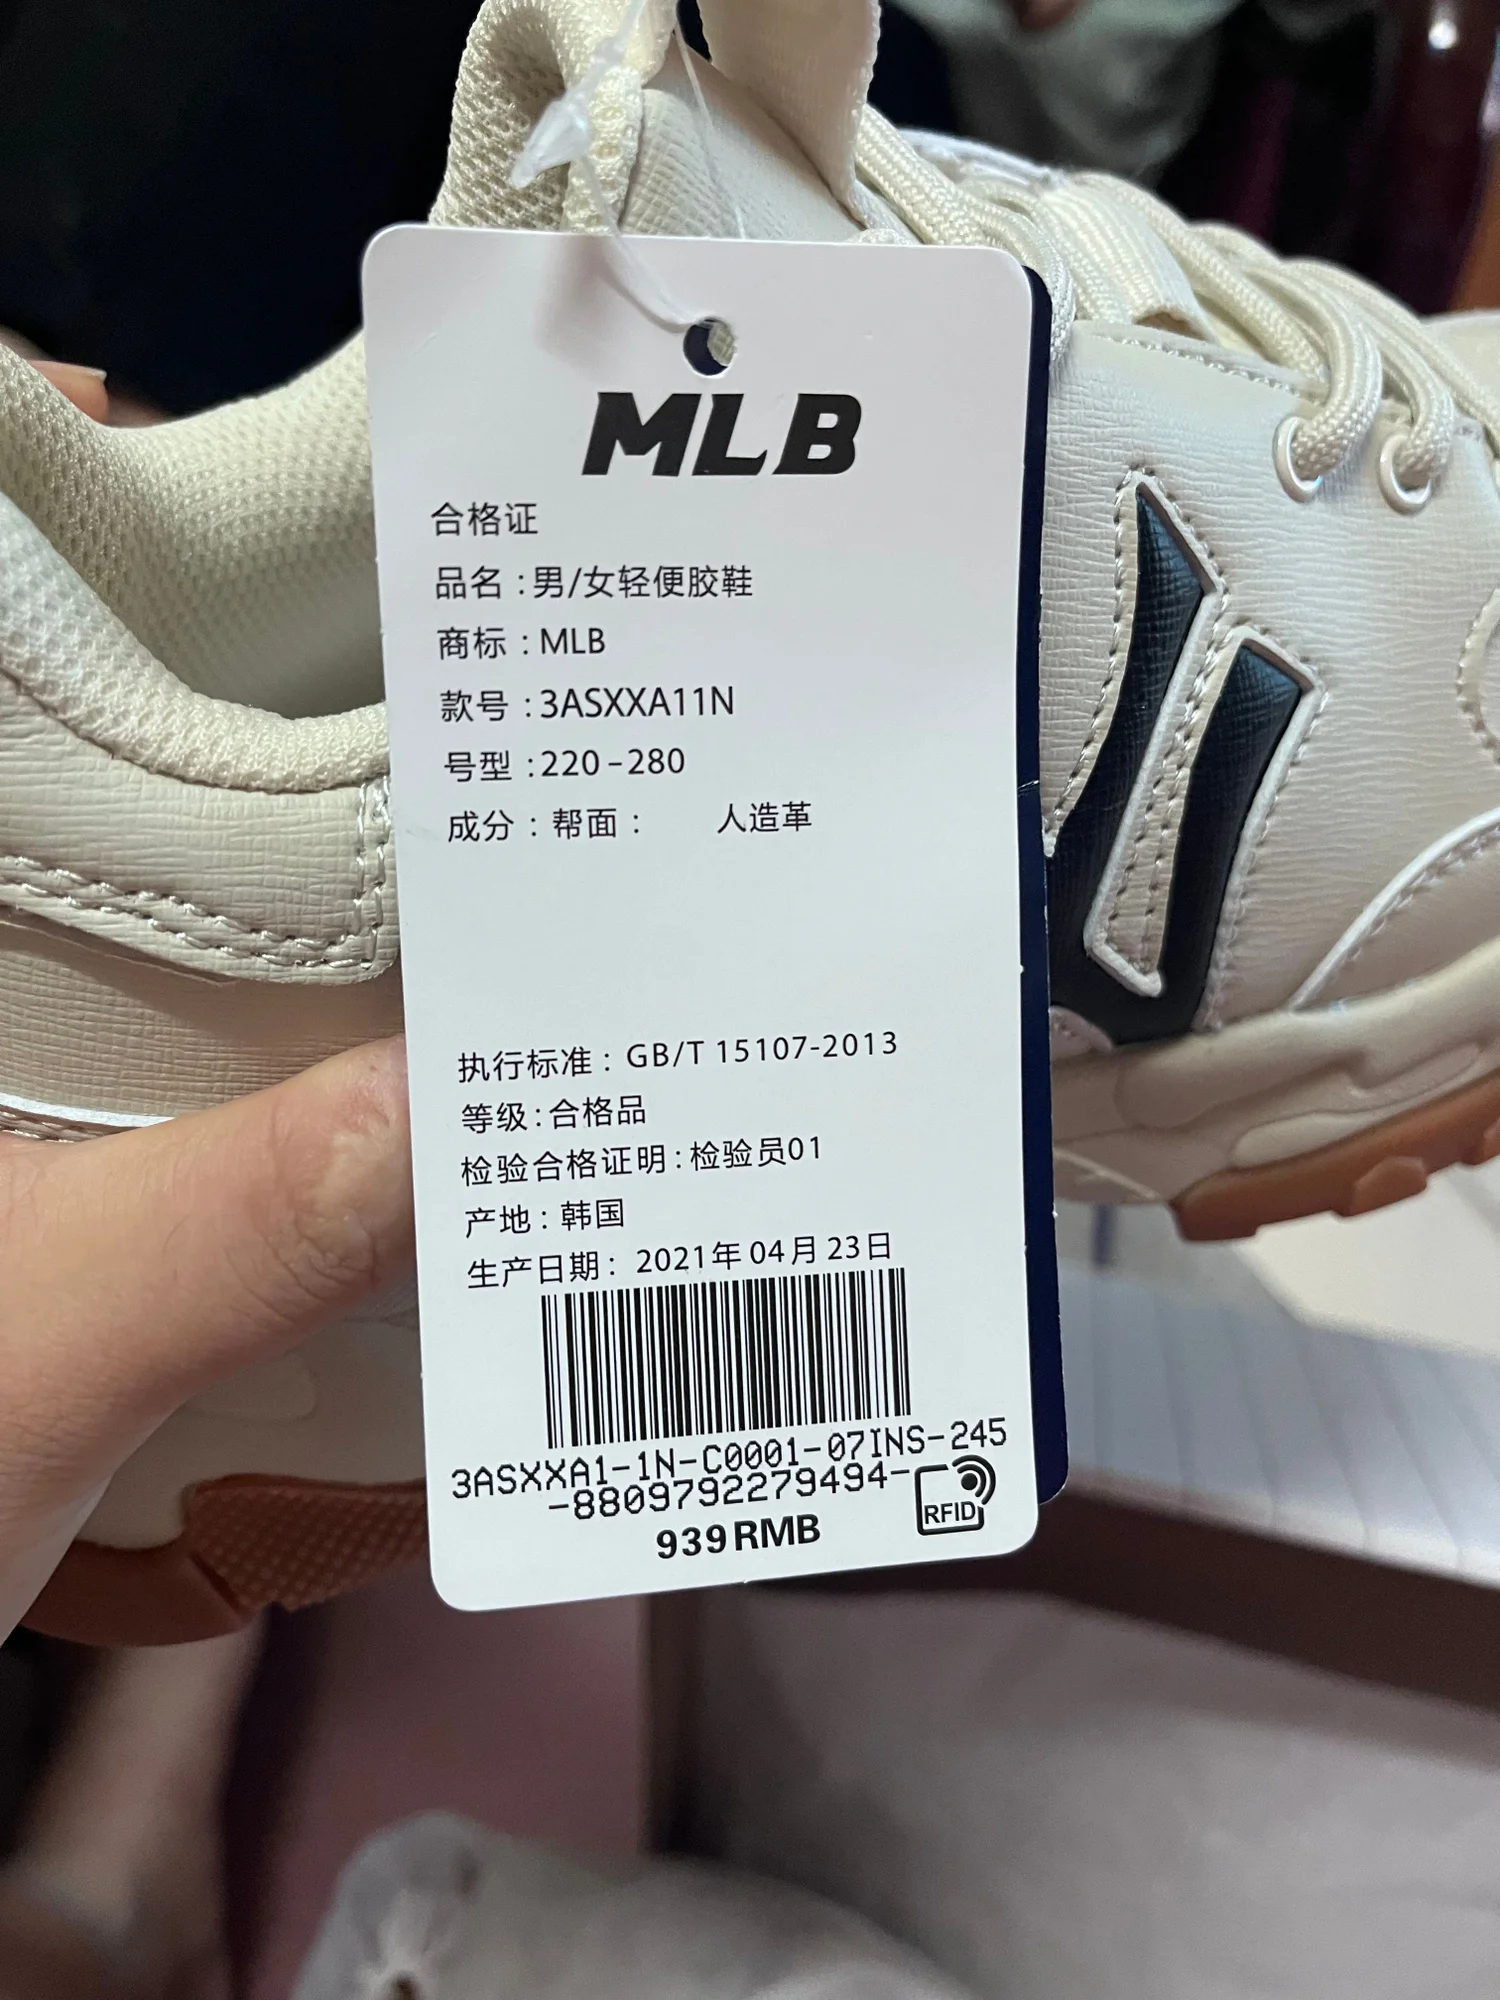 MLB
合格证
品名:男/女轻便胶鞋
商标:MLB
款号:3ASXXA11N
号型:220-280
成分:帮面: 人造革
执行标准: GB/T 15107-2013
等级:合格品
检验合格证明:检验员01
产地:韩国
生产日期: 2021年04月23日
3ASXXA1-1N-C0001-07INS-245
-8809792279494-
RFID
939RMB